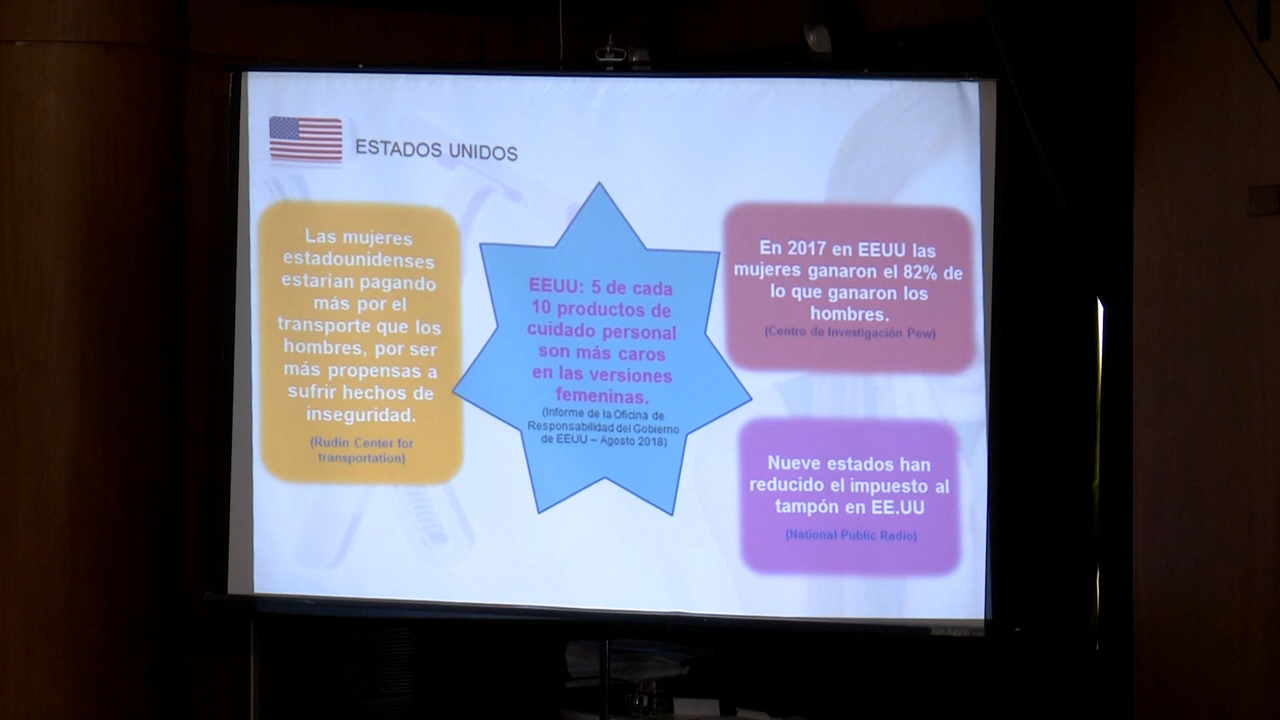 ESTADOS UNIDOS
Las mujeres
estadounidenses
estarían pagando
más por el
transporte que los
hombres, por ser
más propensas a
sufrir hechos de
inseguridad.
(Rudin Center for
transportation)
EEUU: 5 de cada
10 productos de
cuidado personal
son más caros
en las versiones
femeninas.
(Informe de la Oficina de
Responsabilidad del Gobierno
de EEUU – Agosto 2018)
En 2017 en EEUU las
mujeres ganaron el 82% de
lo que ganaron los
hombres.
(Centro de Investigación Pew)
Nueve estados han
reducido el impuesto al
tampón en EE.UU
(National Public Radio)